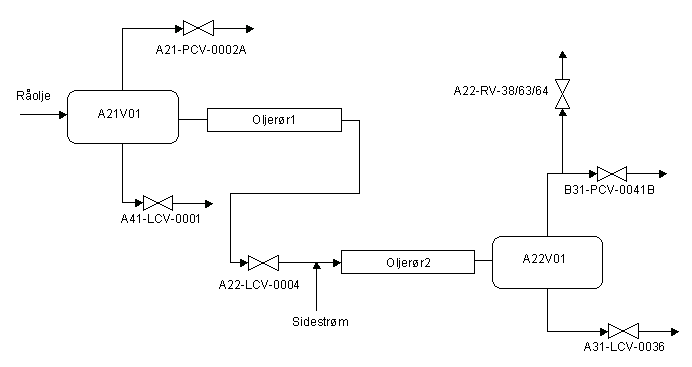 A21-PCV-0002A
Råolje
A21V01
Oljerør1
A41-LCV-0001
A22-RV-38/63/64
B31-PCV-0041B
A22-LCV-0004
Sidestrøm
Oljerør2
A22V01
A31-LCV-0036